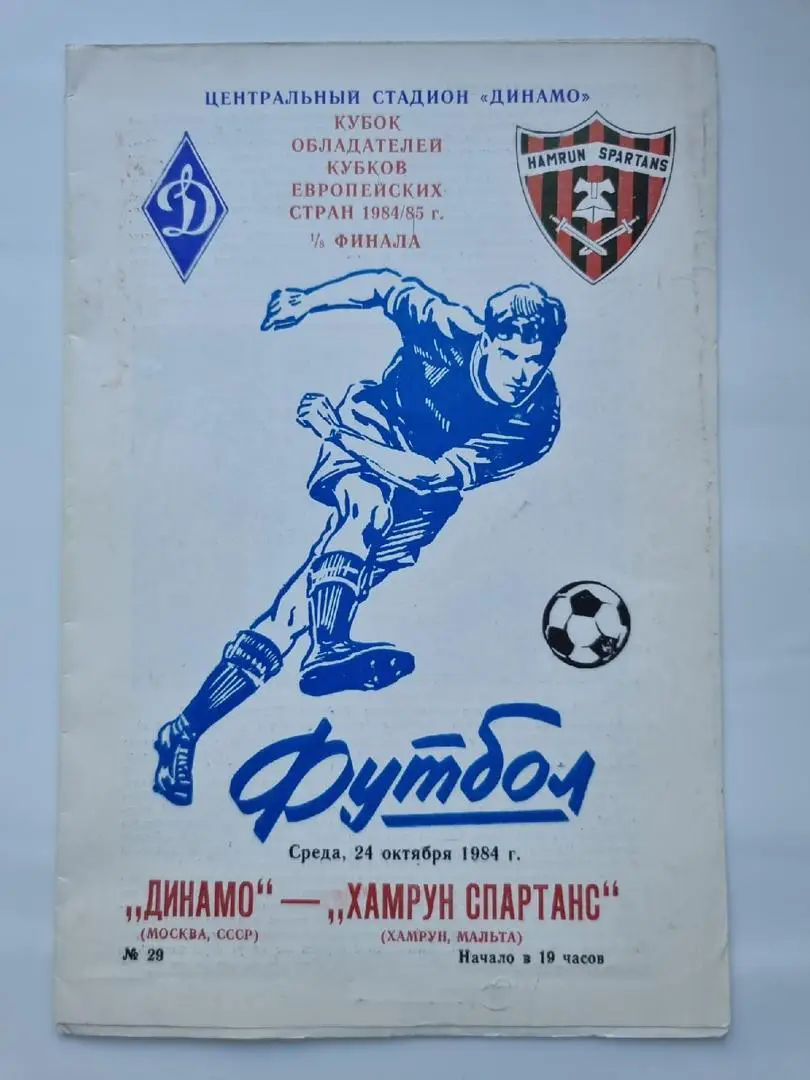 ЦЕНТРАЛЬНЫЙ СТАДИОН «ДИНАМО»
КУБОК
ОБЛАДАТЕЛЕЙ
КУБКОВ
ЕВРОПЕЙСКИХ
СТРАН 1984/85 г.
1/8 ФИНАЛА
Д
HAMRUN SPARTANS
Футбол
Среда, 24 октября 1984 г.
„ДИНАМО“ — „ХАМРУН СПАРТАНС“
(МОСКВА, СССР) (ХАМРУН, МАЛЬТА)
№ 29 Начало в 19 часов